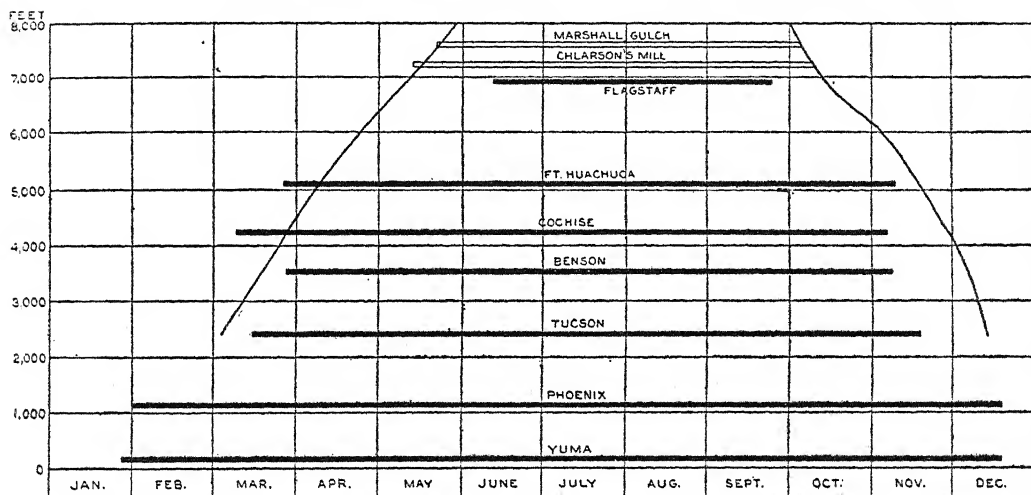 FEET
8,000
MARSHALL GULCH
CHLARSON'S MILL
7,000
FLAGSTAFF
6,000
FT. HUACHUCA
5,000
COCHISE
4,000
BENSON
3,000
TUCSON
2,000
PHOENIX
1,000
YUMA
0
JAN. FEB. MAR. APR. MAY JUNE JULY AUG. SEPT. OCT. NOV. DEC.